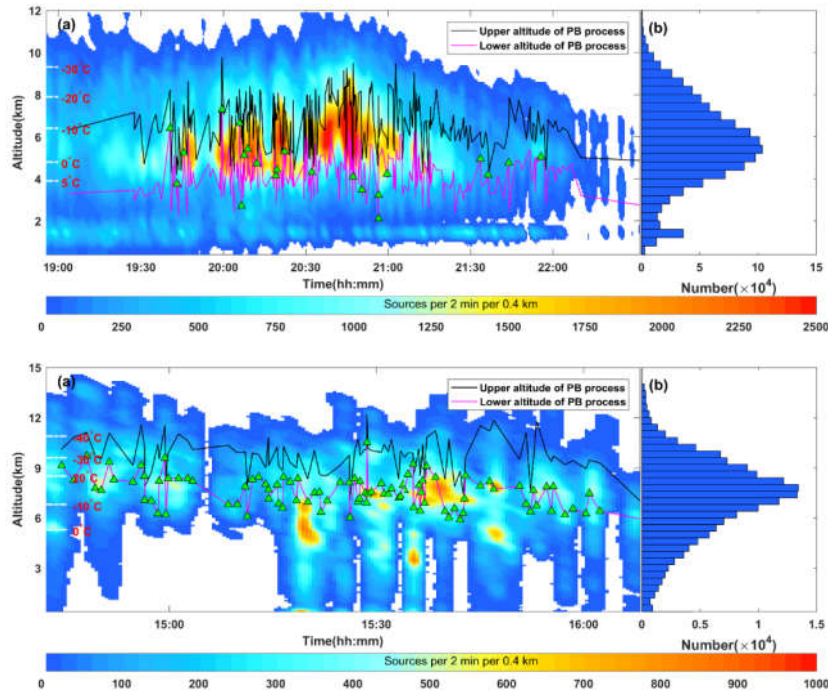 (a)
Upper altitude of PB process
Lower altitude of PB process
(b)
Altitude(km)
12
10
8
6
4
2
-30°C
-20°C
-10°C
0°C
5°C
19:00 19:30 20:00 20:30 21:00 21:30 22:00
Time(hh:mm)
0 5 10 15
Number(×10⁴)
Sources per 2 min per 0.4 km
0 250 500 750 1000 1250 1500 1750 2000 2250 2500
(a)
Upper altitude of PB process
Lower altitude of PB process
(b)
Altitude(km)
15
12
9
6
3
-40°C
-30°C
-20°C
-10°C
0°C
15:00 15:30 16:00
Time(hh:mm)
0 0.5 1 1.5
Number(×10⁴)
Sources per 2 min per 0.4 km
0 100 200 300 400 500 600 700 800 900 1000